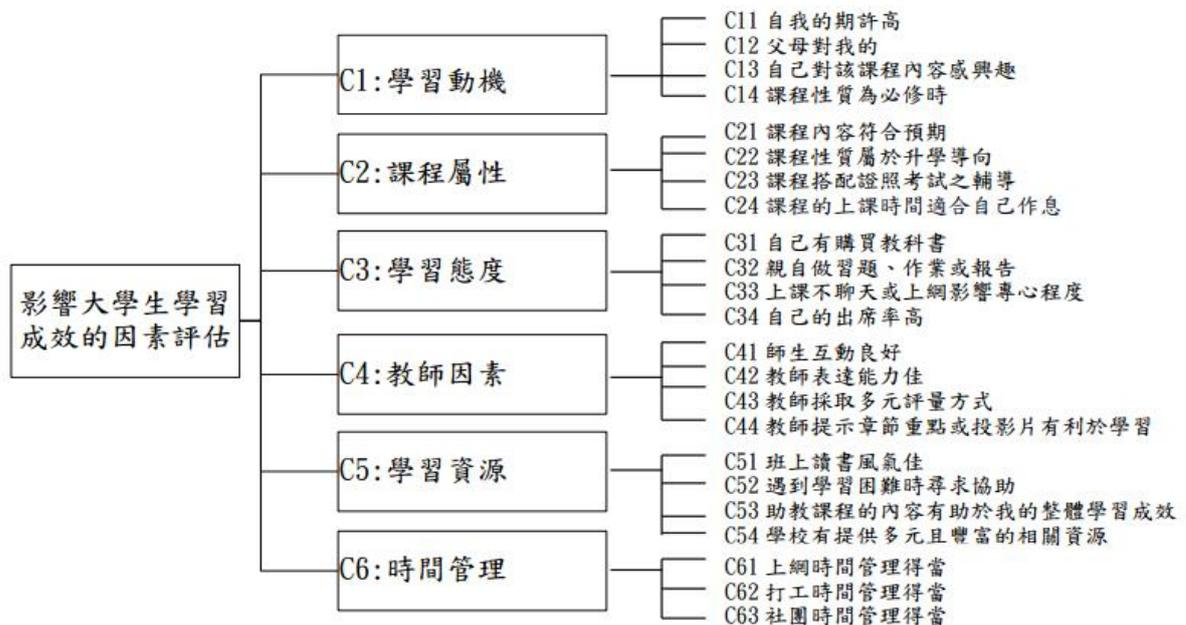 影響大學生學習
成效的因素評估
C1:學習動機
C11 自我的期許高
C12 父母對我的
C13 自己對該課程內容感興趣
C14 課程性質為必修時
C2:課程屬性
C21 課程內容符合預期
C22 課程性質屬於升學導向
C23 課程搭配證照考試之輔導
C24 課程的上課時間適合自己作息
C3:學習態度
C31 自己有購買教科書
C32 親自做習題、作業或報告
C33 上課不聊天或上網影響專心程度
C34 自己的出席率高
C4:教師因素
C41 師生互動良好
C42 教師表達能力佳
C43 教師採取多元評量方式
C44 教師提示章節重點或投影片有利於學習
C5:學習資源
C51 班上讀書風氣佳
C52 遇到學習困難時尋求協助
C53 助教課程的內容有助於我的整體學習成效
C54 學校有提供多元且豐富的相關資源
C6:時間管理
C61 上網時間管理得當
C62 打工時間管理得當
C63 社團時間管理得當